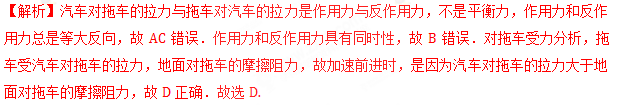 【解析】汽车对拖车的拉力与拖车对汽车的拉力是作用力与反作用力，不是平衡力，作用力和反作
用力总是等大反向，故 AC 错误．作用力和反作用力具有同时性，故 B 错误．对拖车受力分析，拖
车受汽车对拖车的拉力，地面对拖车的摩擦阻力，故加速前进时，是因为汽车对拖车的拉力大于地
面对拖车的摩擦阻力，故 D 正确．故选 D.